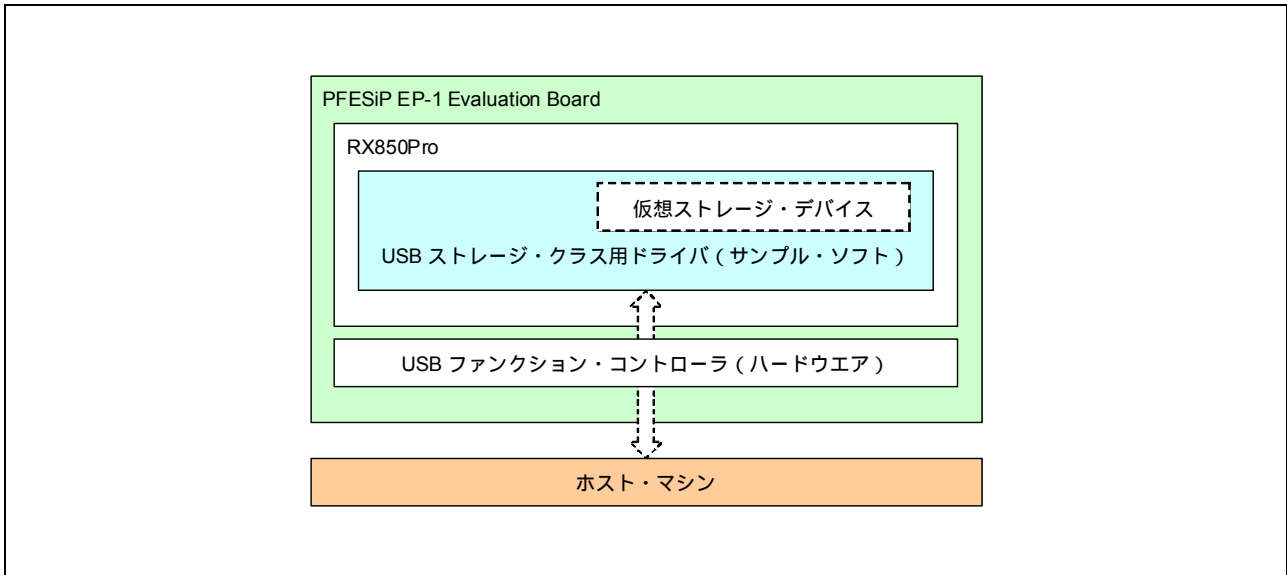 PFESiP EP-1 Evaluation Board
RX850Pro
仮想ストレージ・デバイス
USB ストレージ・クラス用ドライバ（サンプル・ソフト）
USB ファンクション・コントローラ（ハードウエア）
ホスト・マシン